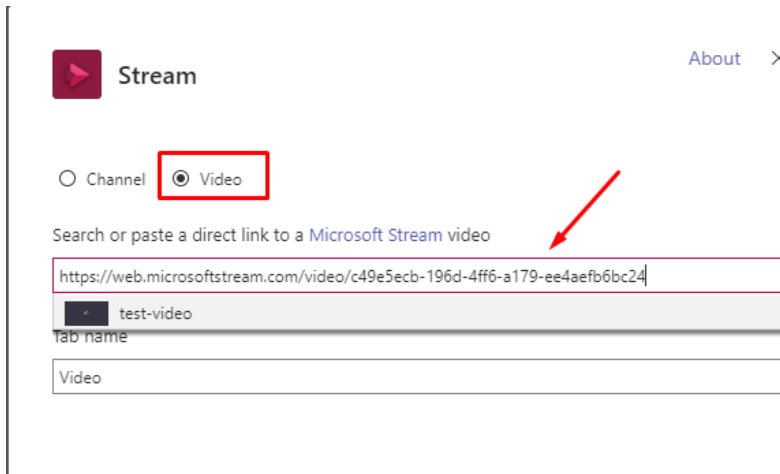 Stream
About
Channel
Video
Search or paste a direct link to a Microsoft Stream video
https://web.microsoftstream.com/video/c49e5ecb-196d-4ff6-a179-ee4aefb6bc24
test-video
Tab name
Video